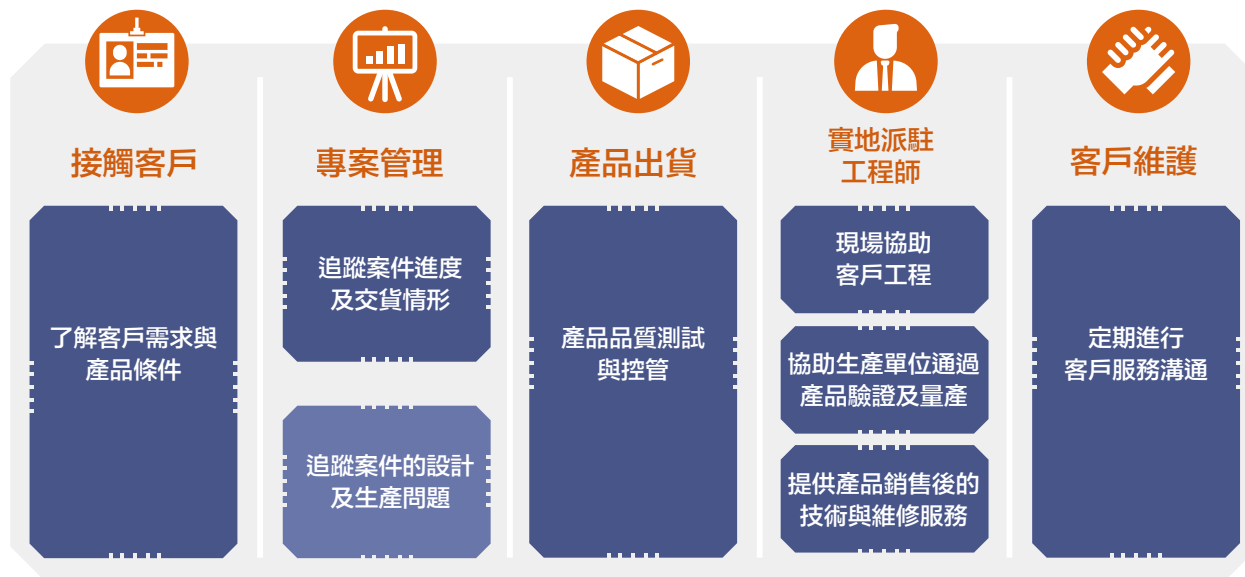 接觸客戶
了解客戶需求與
產品條件
專案管理
追蹤案件進度
及交貨情形
追蹤案件的設計
及生產問題
產品出貨
產品品質測試
與控管
實地派駐
工程師
現場協助
客戶工程
協助生產單位通過
產品驗證及量產
提供產品銷售後的
技術與維修服務
客戶維護
定期進行
客戶服務溝通